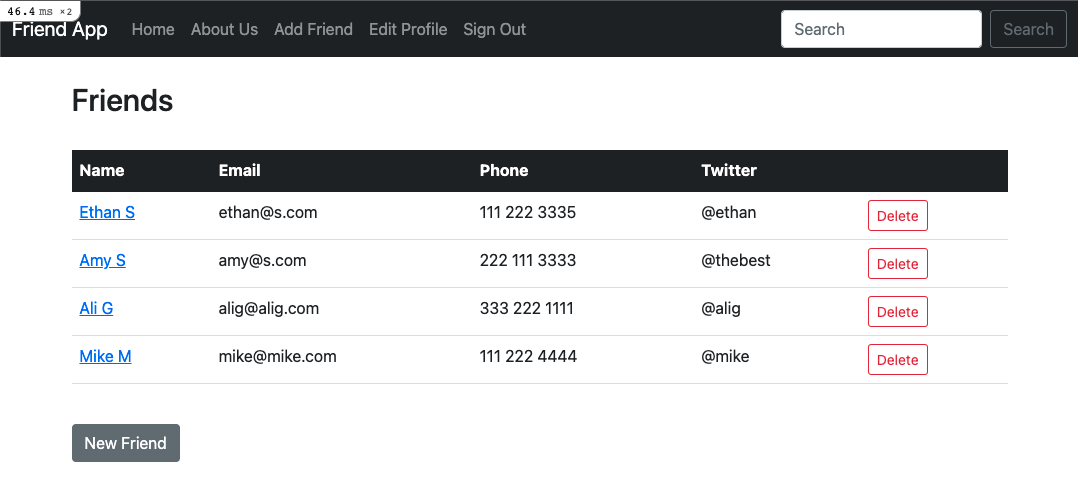 46.4 ms ×2
Friend App Home About Us Add Friend Edit Profile Sign Out Search Search
Friends
Name Email Phone Twitter
Ethan S ethan@s.com 111 222 3335 @ethan Delete
Amy S amy@s.com 222 111 3333 @thebest Delete
Ali G alig@alig.com 333 222 1111 @alig Delete
Mike M mike@mike.com 111 222 4444 @mike Delete
New Friend